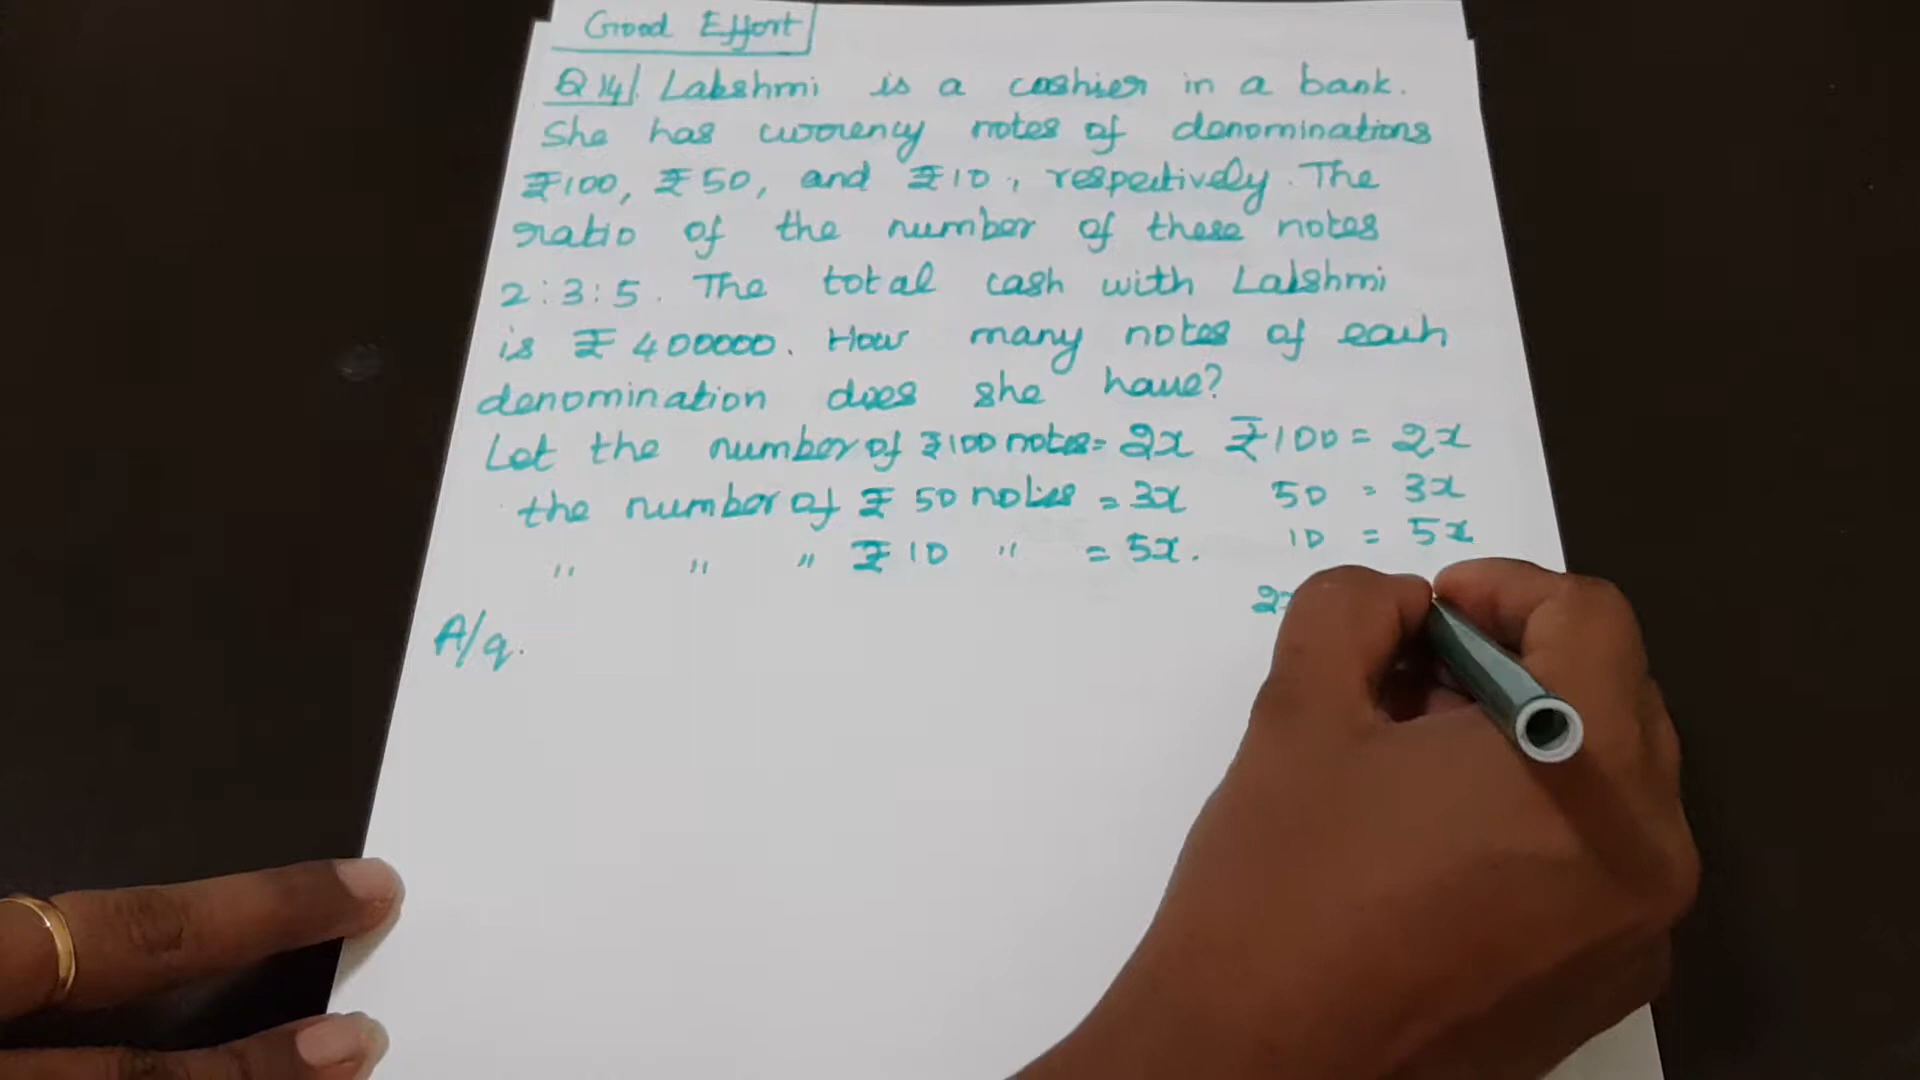 Good Effort
Q 14/. Lakshmi is a cashier in a bank.
She has currency notes of denominations
₹100, ₹50, and ₹10, respectively. The
ratio of the number of these notes
2:3:5. The total cash with Lakshmi
is ₹ 400000. How many notes of each
denomination does she have?
Let the number of ₹100 notes = 2x ₹100 = 2x
the number of ₹ 50 notes = 3x 50 = 3x
" " " ₹10 " = 5x. 10 = 5x
A/q.